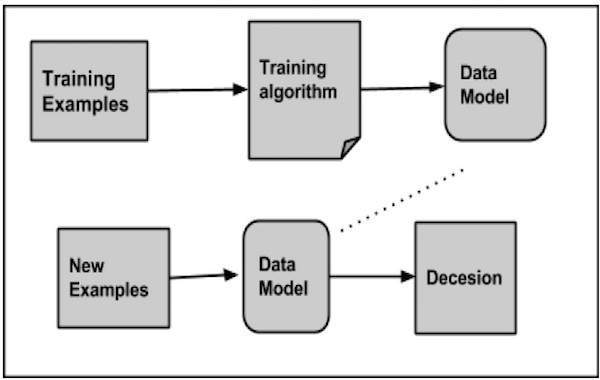 Training
Examples
Training
algorithm
Data
Model
New
Examples
Data
Model
Decesion